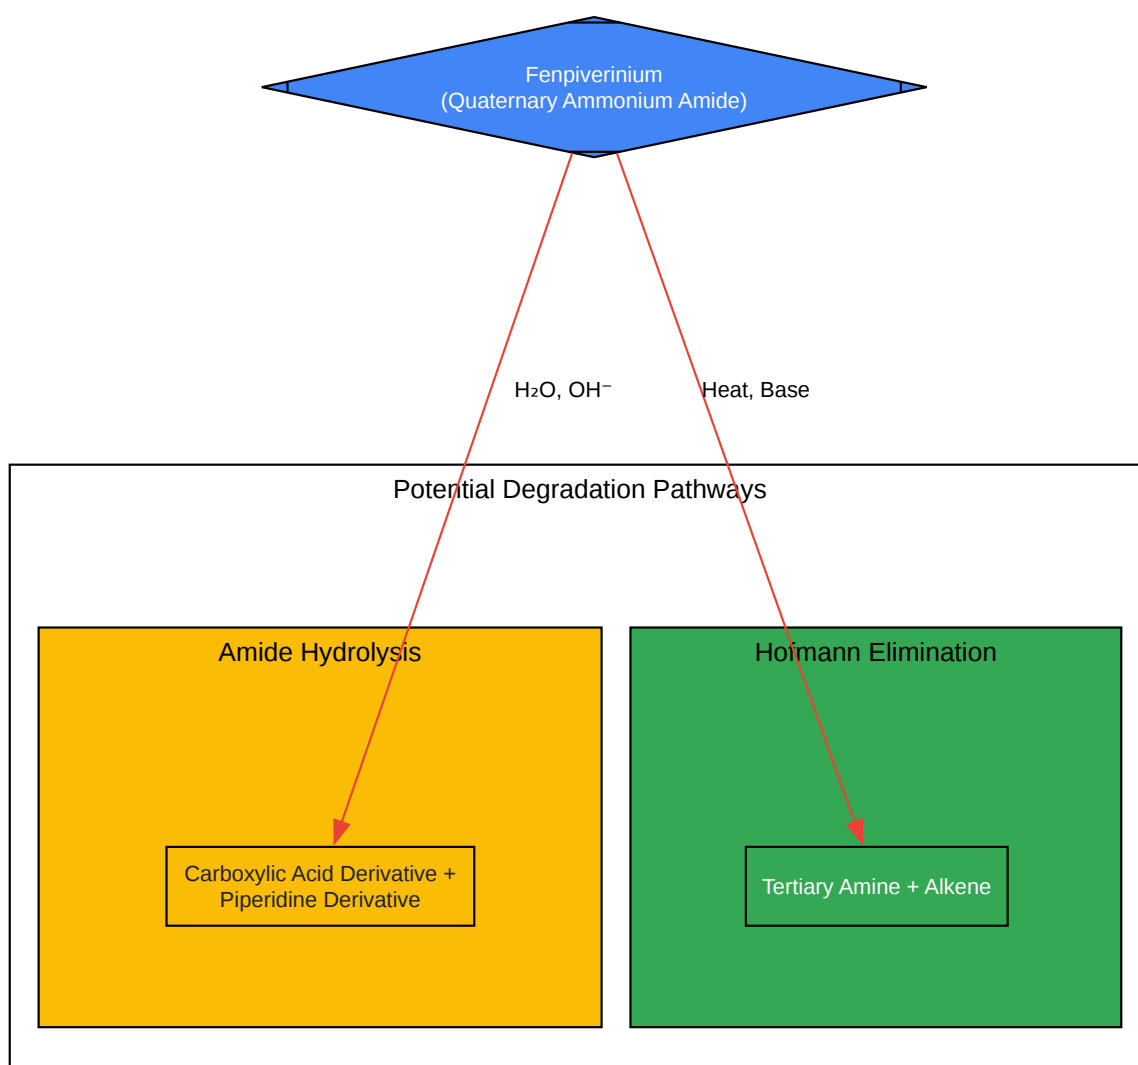 Fenpiverinium
(Quaternary Ammonium Amide)
H₂O, OH⁻
Heat, Base
Potential Degradation Pathways
Amide Hydrolysis
Hofmann Elimination
Carboxylic Acid Derivative +
Piperidine Derivative
Tertiary Amine + Alkene